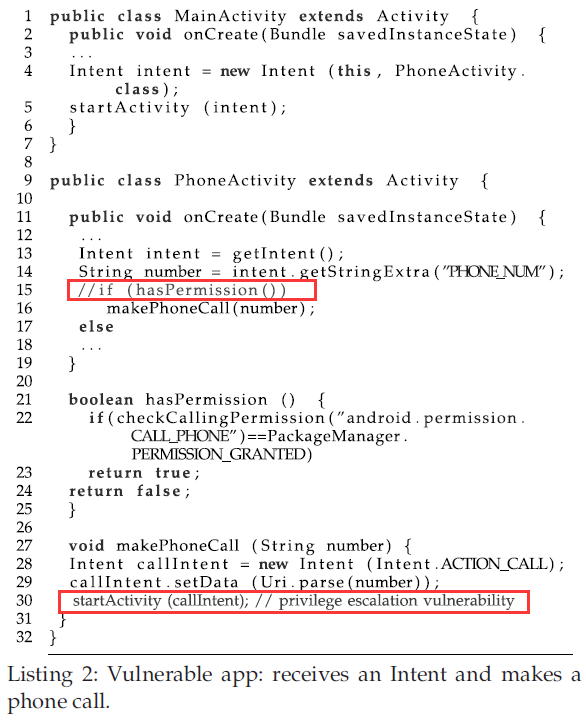 1 public class MainActivity extends Activity {
2 public void onCreate(Bundle savedInstanceState) {
3 ...
4 Intent intent = new Intent (this, PhoneActivity.
class);
5 startActivity (intent);
6 }
7 }
8
9 public class PhoneActivity extends Activity {
10
11 public void onCreate(Bundle savedInstanceState) {
12 ...
13 Intent intent = getIntent();
14 String number = intent.getStringExtra("PHONE_NUM");
15 //if (hasPermission())
16 makePhoneCall(number);
17 else
18 ...
19 }
20
21 boolean hasPermission () {
22 if(checkCallingPermission("android.permission.
CALL_PHONE")==PackageManager.
PERMISSION_GRANTED)
23 return true;
24 return false;
25 }
26
27 void makePhoneCall (String number) {
28 Intent callIntent = new Intent (Intent.ACTION_CALL);
29 callIntent.setData (Uri.parse(number));
30 startActivity (callIntent); // privilege escalation vulnerability
31 }
32 }
Listing 2: Vulnerable app: receives an Intent and makes a
phone call.